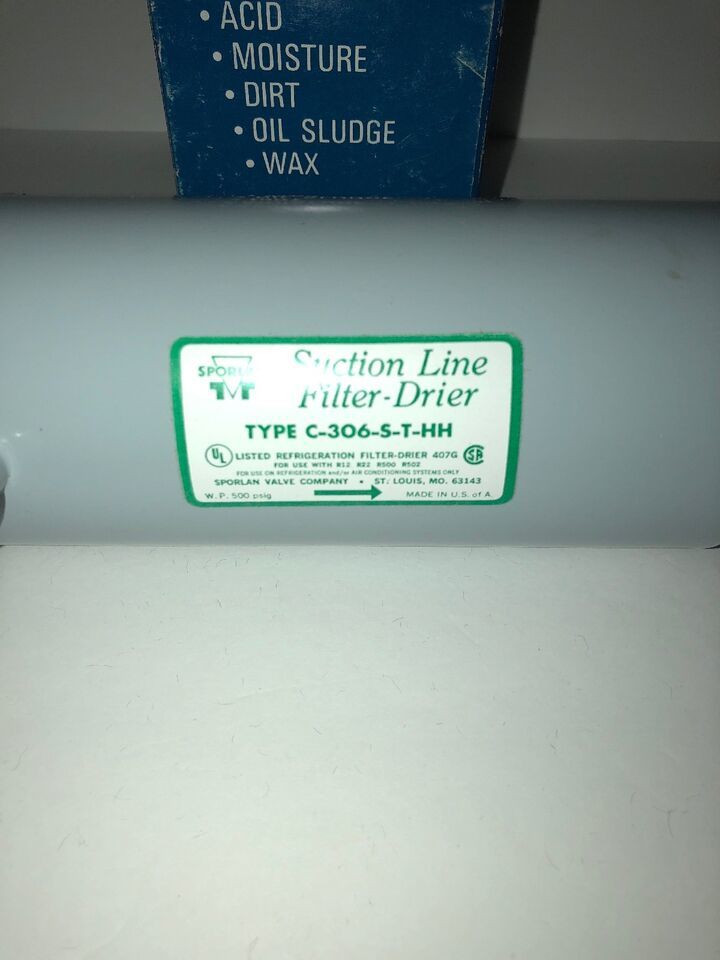 • ACID
• MOISTURE
• DIRT
• OIL SLUDGE
• WAX
SPORLAN
Suction Line
Filter-Drier
TYPE C-306-S-T-HH
UL LISTED REFRIGERATION FILTER-DRIER 407G SA
FOR USE WITH R12 R22 R500 R502
FOR USE ON REFRIGERATION and/or AIR CONDITIONING SYSTEMS ONLY
SPORLAN VALVE COMPANY • ST. LOUIS, MO. 63143
W.P. 500 psig MADE IN U.S. of A.